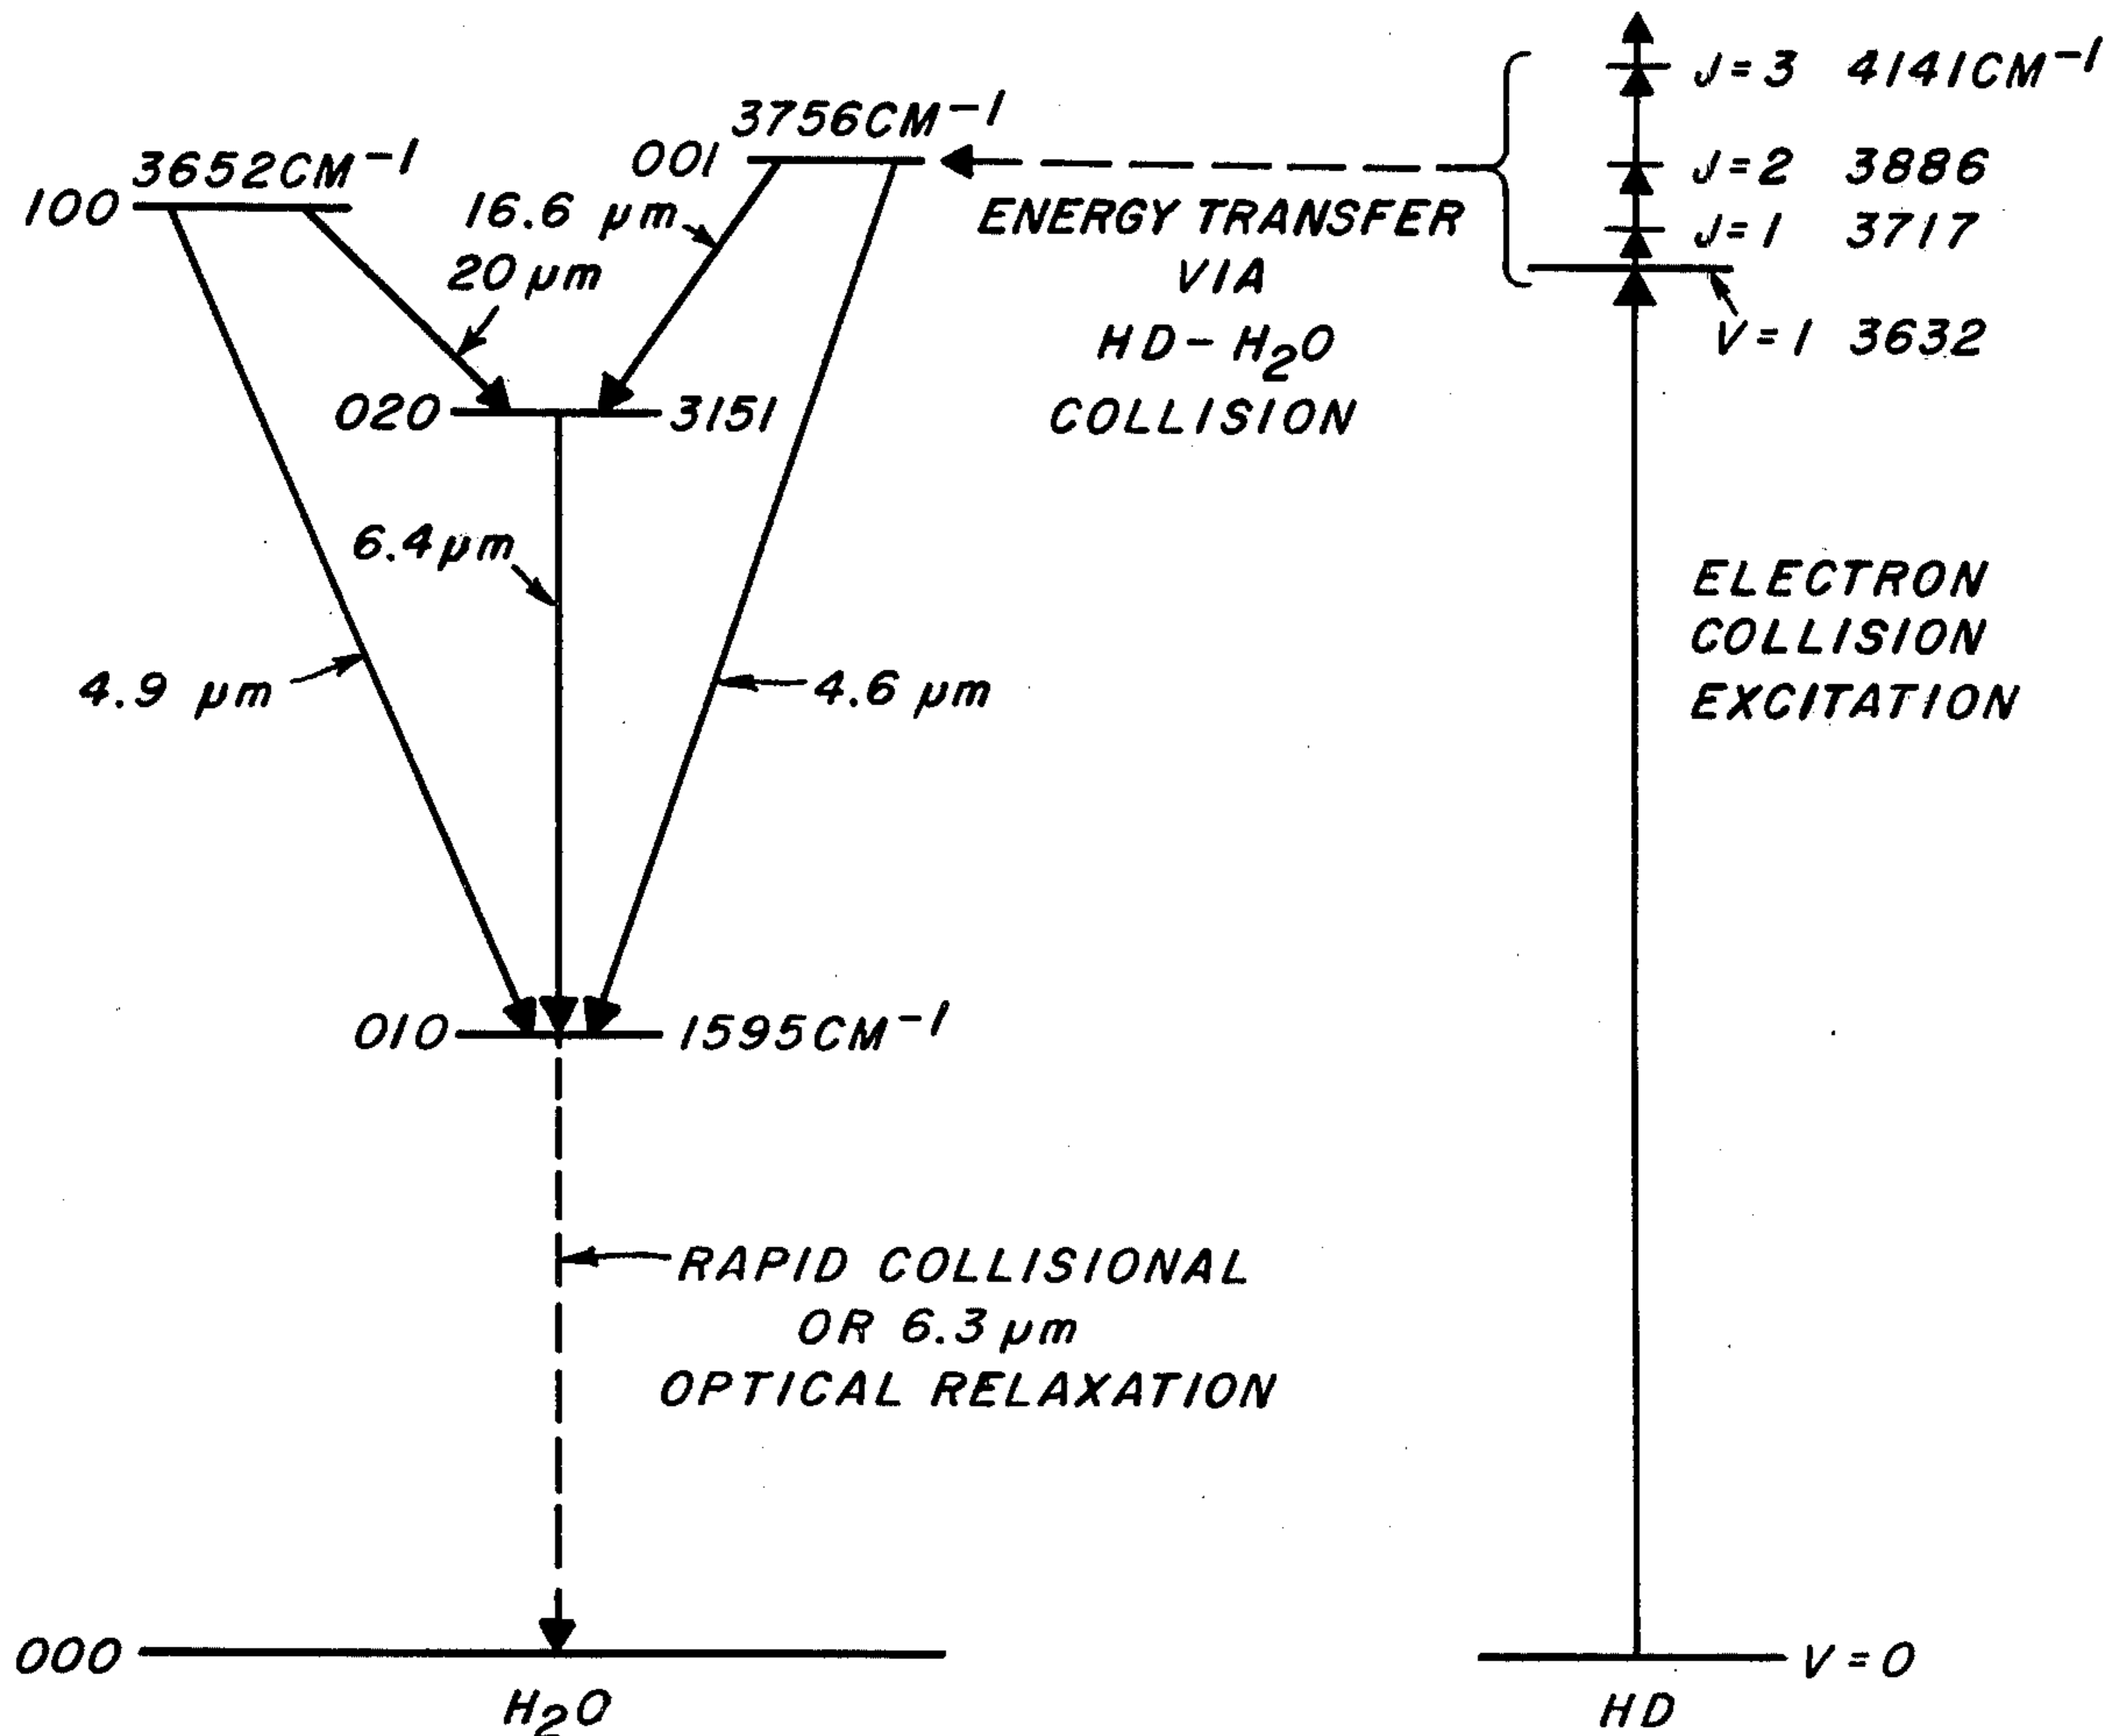 J=3 4141CM⁻¹
3756CM⁻¹
3652CM⁻¹
001
J=2 3886
100
16.6 μm
ENERGY TRANSFER
J=1 3717
20 μm
VIA
HD-H₂O
V=1 3632
020
3151
COLLISION
6.4 μm
ELECTRON
COLLISION
EXCITATION
4.9 μm
4.6 μm
010
1595CM⁻¹
RAPID COLLISIONAL
OR 6.3 μm
OPTICAL RELAXATION
000
V=0
H₂O
HD